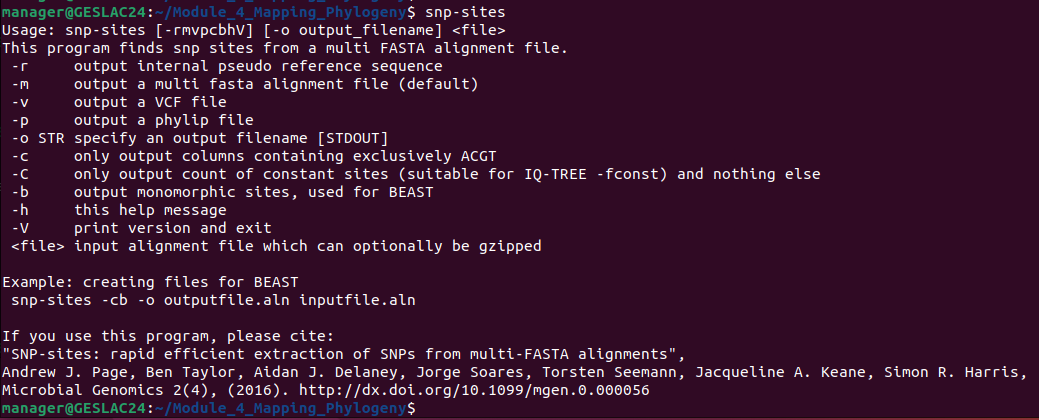 manager@GESLAC24:~/Module_4_Mapping_Phylogeny$ snp-sites
Usage: snp-sites [-rmvpcbhV] [-o output_filename] <file>
This program finds snp sites from a multi FASTA alignment file.
 -r     output internal pseudo reference sequence
 -m     output a multi fasta alignment file (default)
 -v     output a VCF file
 -p     output a phylip file
 -o STR specify an output filename [STDOUT]
 -c     only output columns containing exclusively ACGT
 -C     only output count of constant sites (suitable for IQ-TREE -fconst) and nothing else
 -b     output monomorphic sites, used for BEAST
 -h     this help message
 -V     print version and exit
 <file> input alignment file which can optionally be gzipped

Example: creating files for BEAST
 snp-sites -cb -o outputfile.aln inputfile.aln

If you use this program, please cite:
"SNP-sites: rapid efficient extraction of SNPs from multi-FASTA alignments",
Andrew J. Page, Ben Taylor, Aidan J. Delaney, Jorge Soares, Torsten Seemann, Jacqueline A. Keane, Simon R. Harris,
Microbial Genomics 2(4), (2016). http://dx.doi.org/10.1099/mgen.0.000056
manager@GESLAC24:~/Module_4_Mapping_Phylogeny$